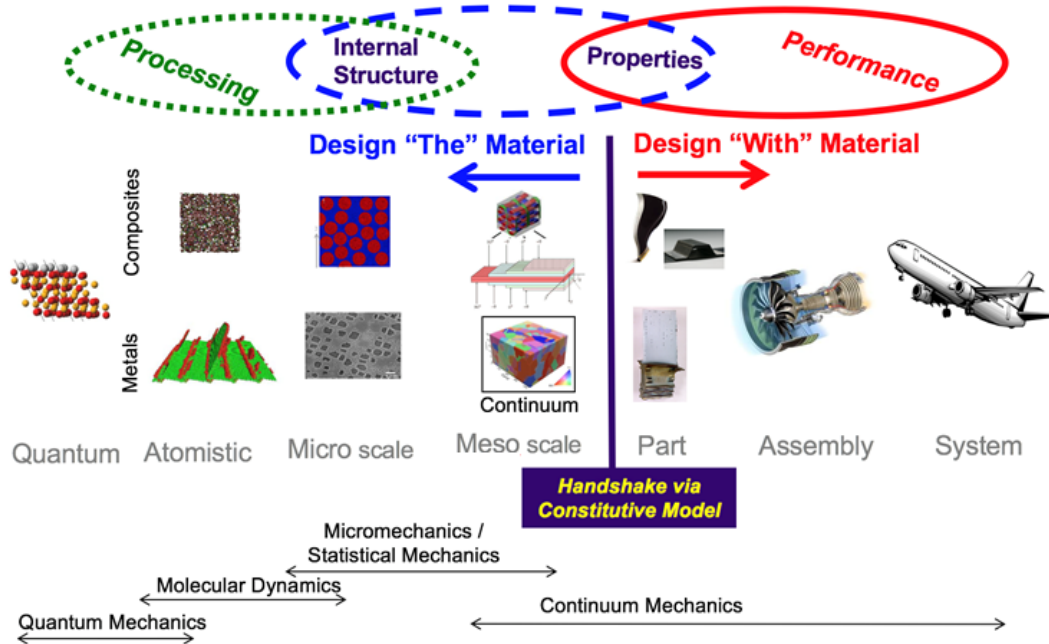 Processing
Internal
Structure
Properties
Performance
Design “The” Material
Design “With” Material
Composites
Metals
Continuum
Quantum
Atomistic
Micro scale
Meso scale
Part
Assembly
System
Handshake via
Constitutive Model
Micromechanics /
Statistical Mechanics
Molecular Dynamics
Quantum Mechanics
Continuum Mechanics